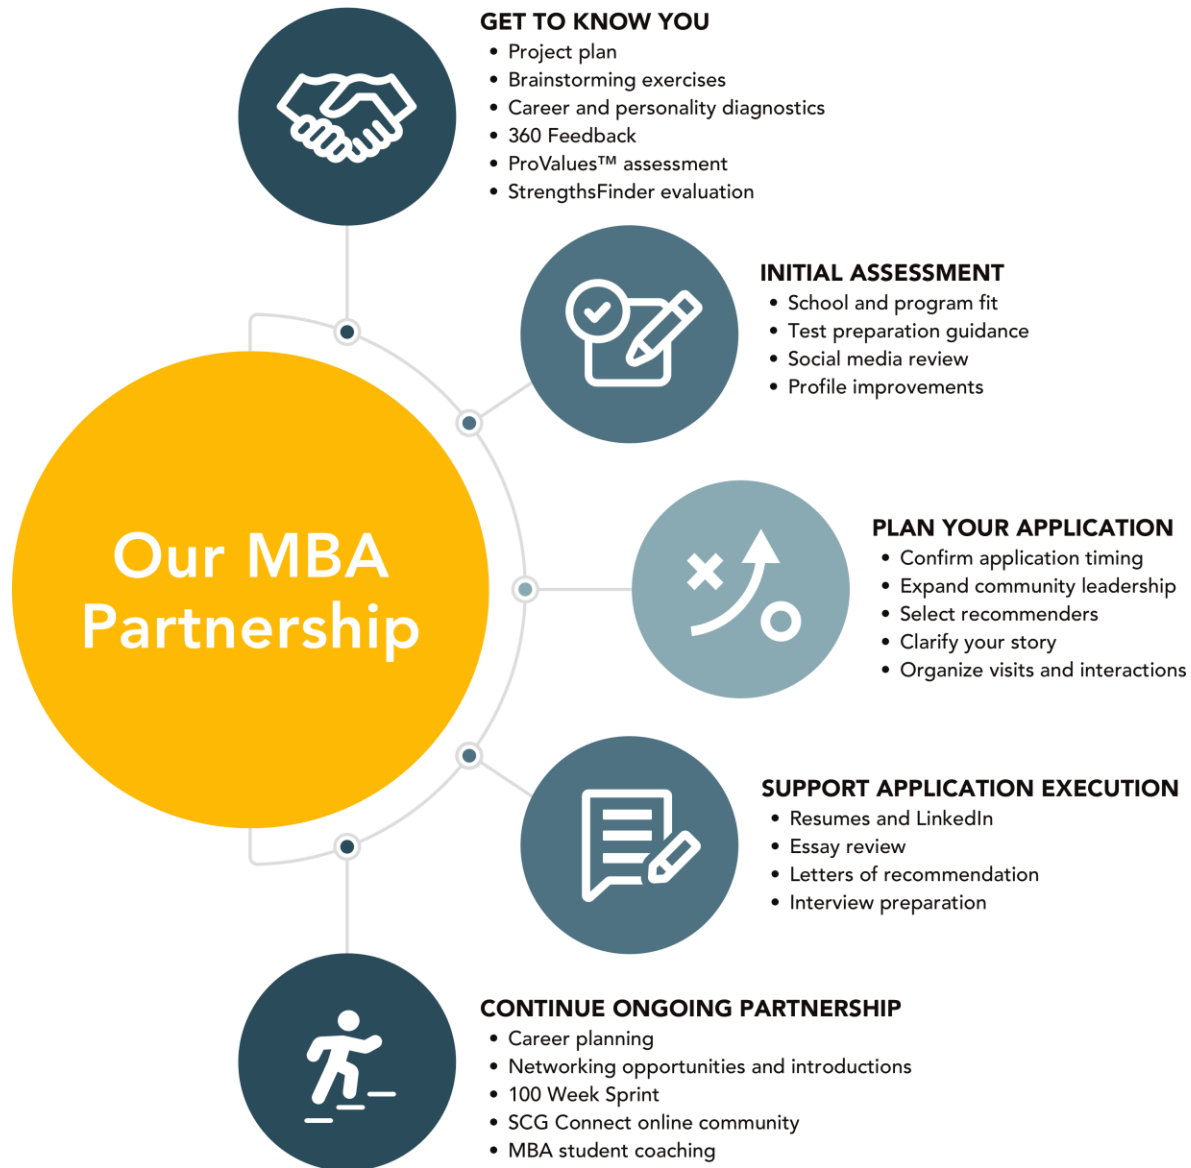 GET TO KNOW YOU
• Project plan
• Brainstorming exercises
• Career and personality diagnostics
• 360 Feedback
• ProValues™ assessment
• StrengthsFinder evaluation
INITIAL ASSESSMENT
• School and program fit
• Test preparation guidance
• Social media review
• Profile improvements
Our MBA
Partnership
PLAN YOUR APPLICATION
• Confirm application timing
• Expand community leadership
• Select recommenders
• Clarify your story
• Organize visits and interactions
SUPPORT APPLICATION EXECUTION
• Resumes and LinkedIn
• Essay review
• Letters of recommendation
• Interview preparation
CONTINUE ONGOING PARTNERSHIP
• Career planning
• Networking opportunities and introductions
• 100 Week Sprint
• SCG Connect online community
• MBA student coaching